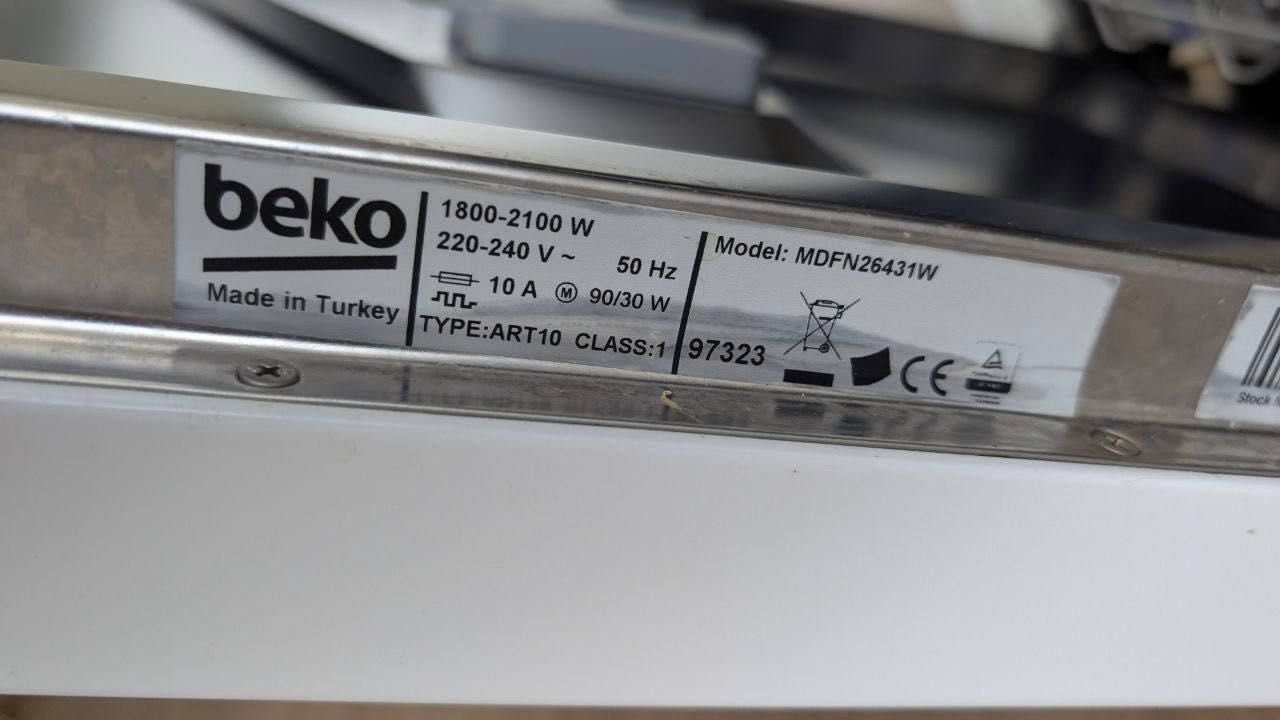 beko
Made in Turkey
1800-2100 W
220-240 V ~ 50 Hz
10 A M 90/30 W
TYPE:ART10 CLASS:1
Model: MDFN26431W
97323
CE
Stock